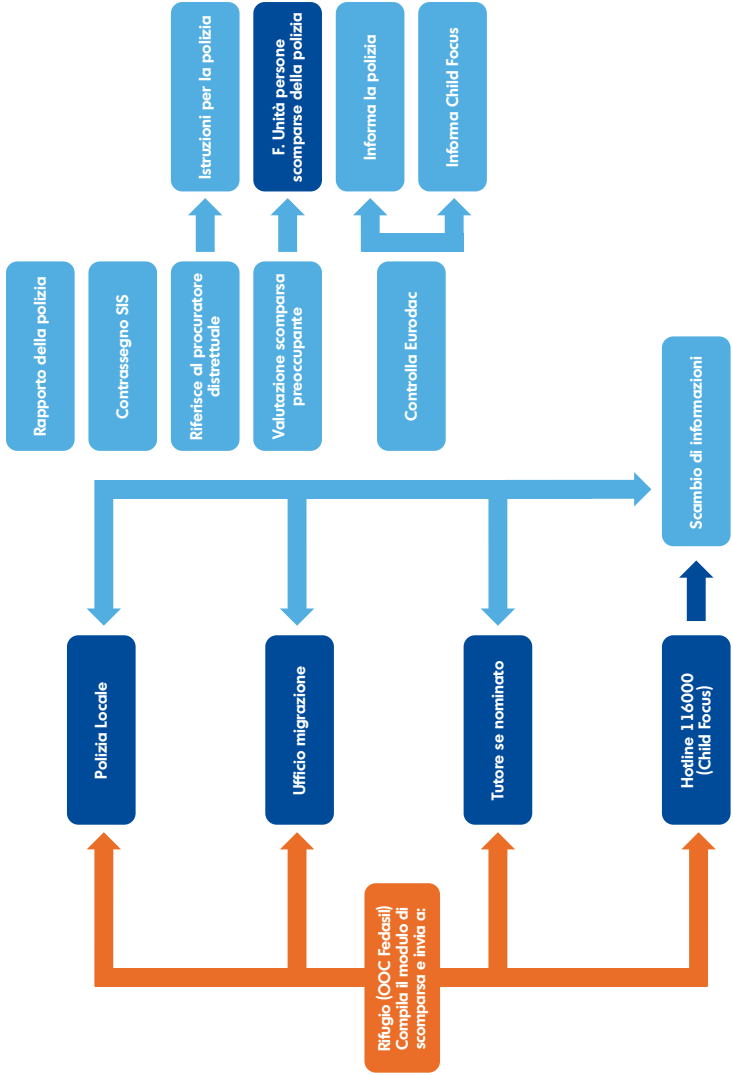 Rifugio (OOC Fedasil)
Compila il modulo di
scomparsa e invia a:
Polizia Locale
Ufficio migrazione
Tutore se nominato
Hotline 116000
(Child Focus)
Rapporto della polizia
Contrassegno SIS
Riferisce al procuratore
distrettuale
Valutazione scomparsa
preoccupante
Controlla Eurodac
Scambio di informazioni
Istruzioni per la polizia
F. Unità persone
scomparse della polizia
Informa la polizia
Informa Child Focus